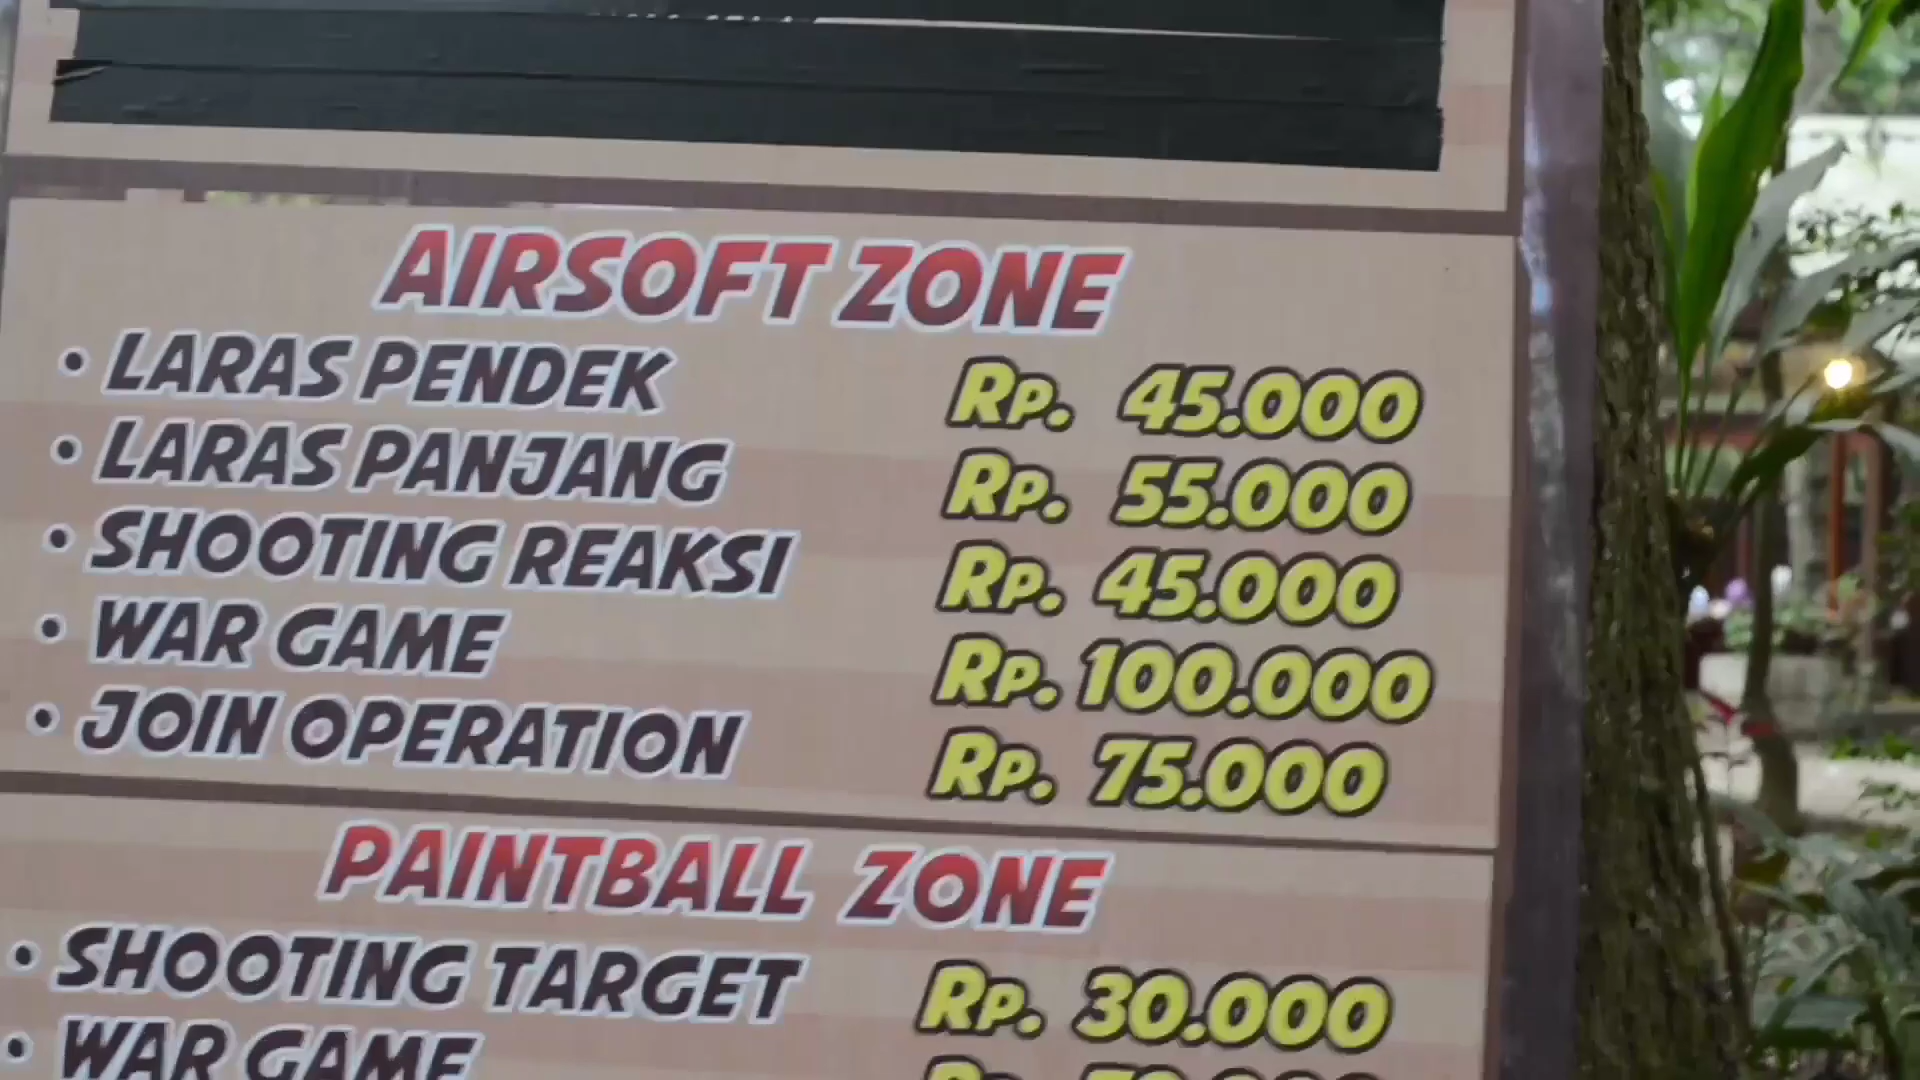 AIRSOFT ZONE
• LARAS PENDEK Rp. 45.000
• LARAS PANJANG Rp. 55.000
• SHOOTING REAKSI Rp. 45.000
• WAR GAME Rp. 100.000
• JOIN OPERATION Rp. 75.000
PAINTBALL ZONE
• SHOOTING TARGET Rp. 30.000
• WAR GAME Rp.